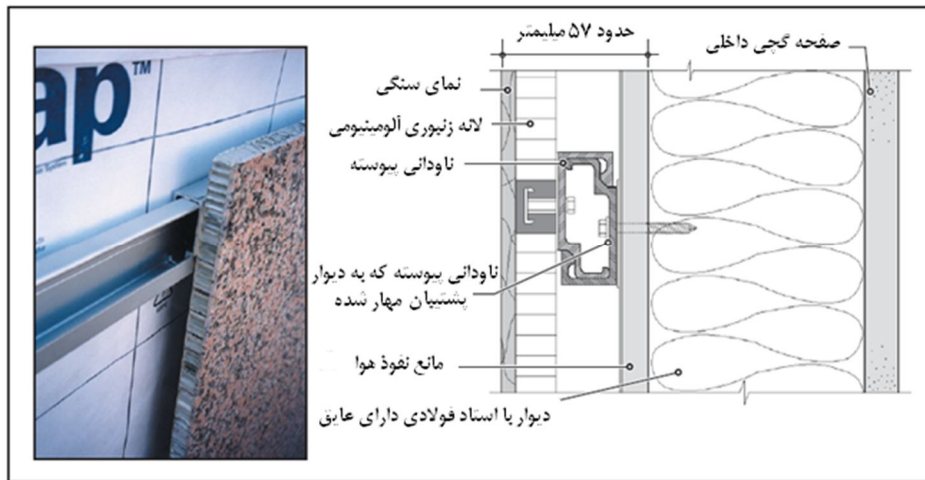 حدود ۵۷ میلیمتر
صفحه گچی داخلی
نمای سنگی
لانه زنبوری آلومینیومی
ناودانی پیوسته
ناودانی پیوسته که به دیوار
پشتیبان مهار شده
مانع نفوذ هوا
دیوار با استاد فولادی دارای عایق
ap™